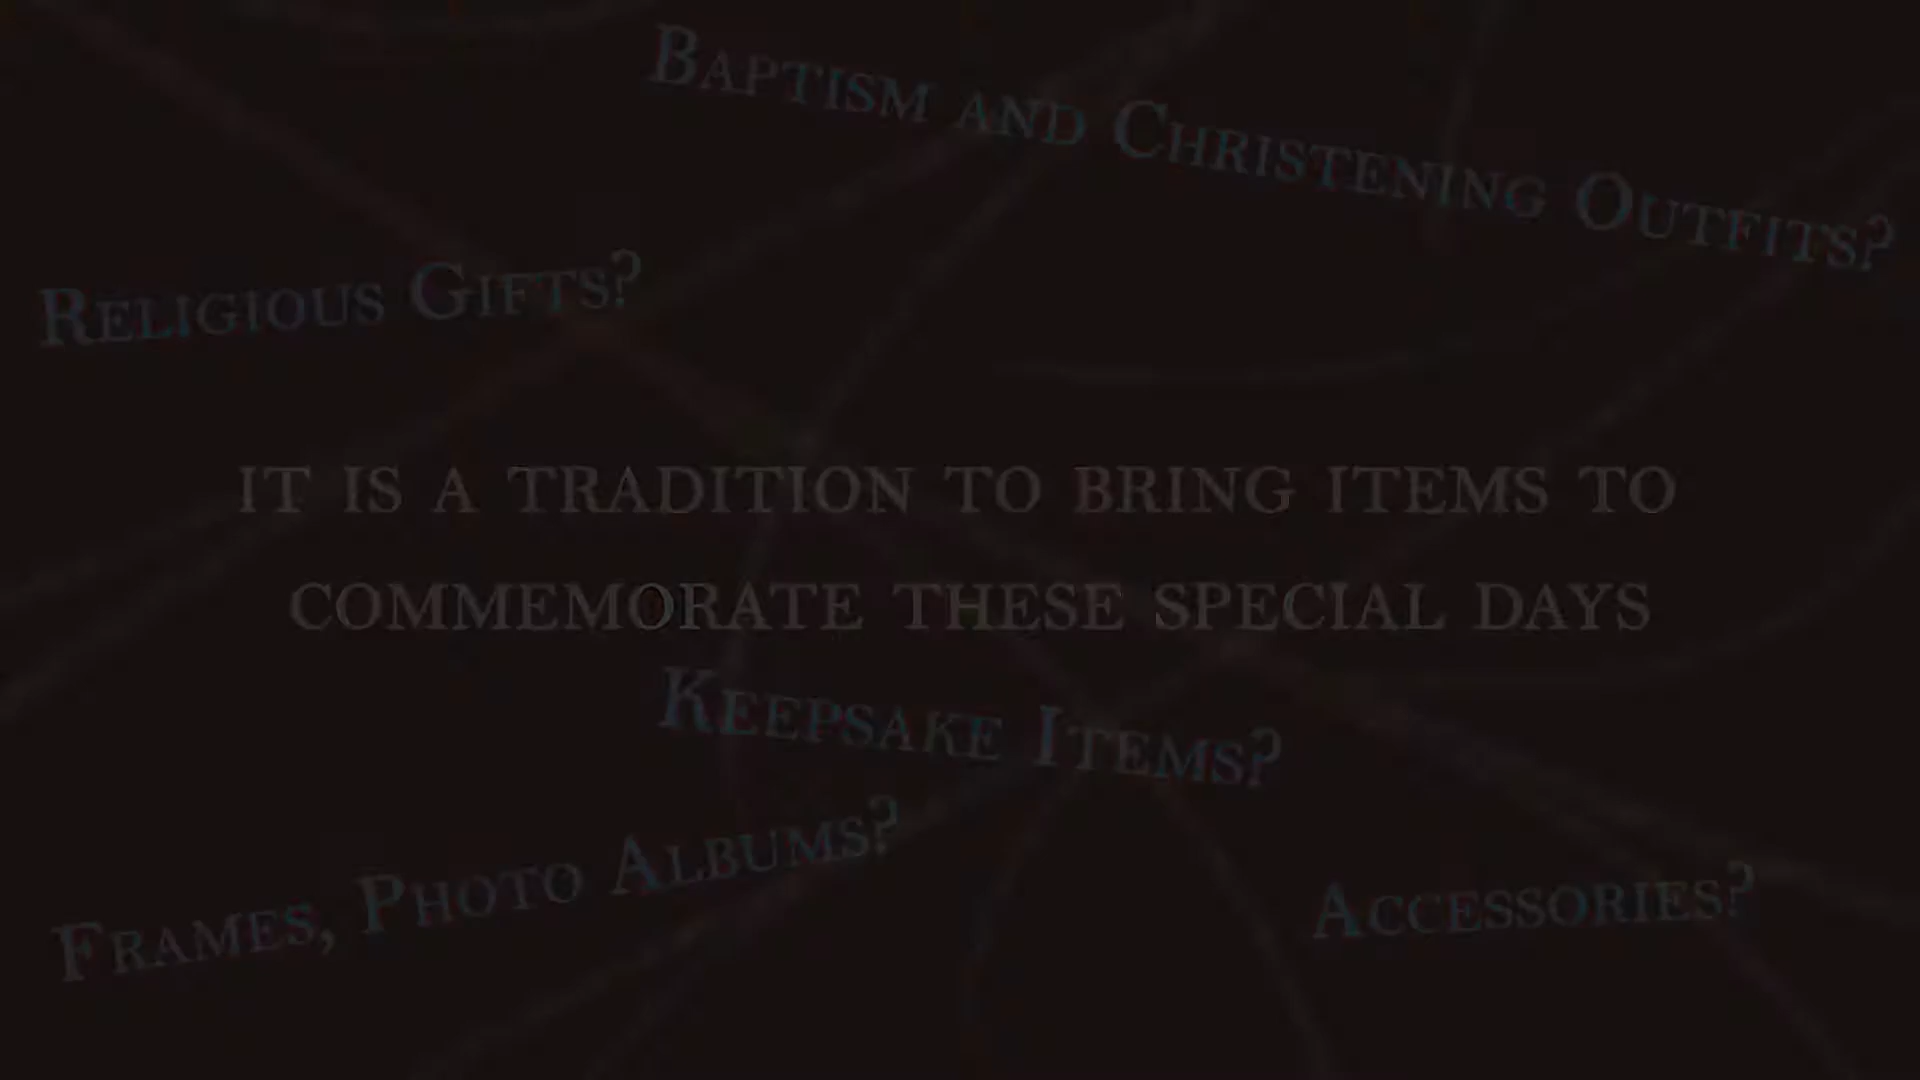 Baptism and Christening Outfits?
Religious Gifts?
IT IS A TRADITION TO BRING ITEMS TO
COMMEMORATE THESE SPECIAL DAYS
Keepsake Items?
Frames, Photo Albums?
Accessories?